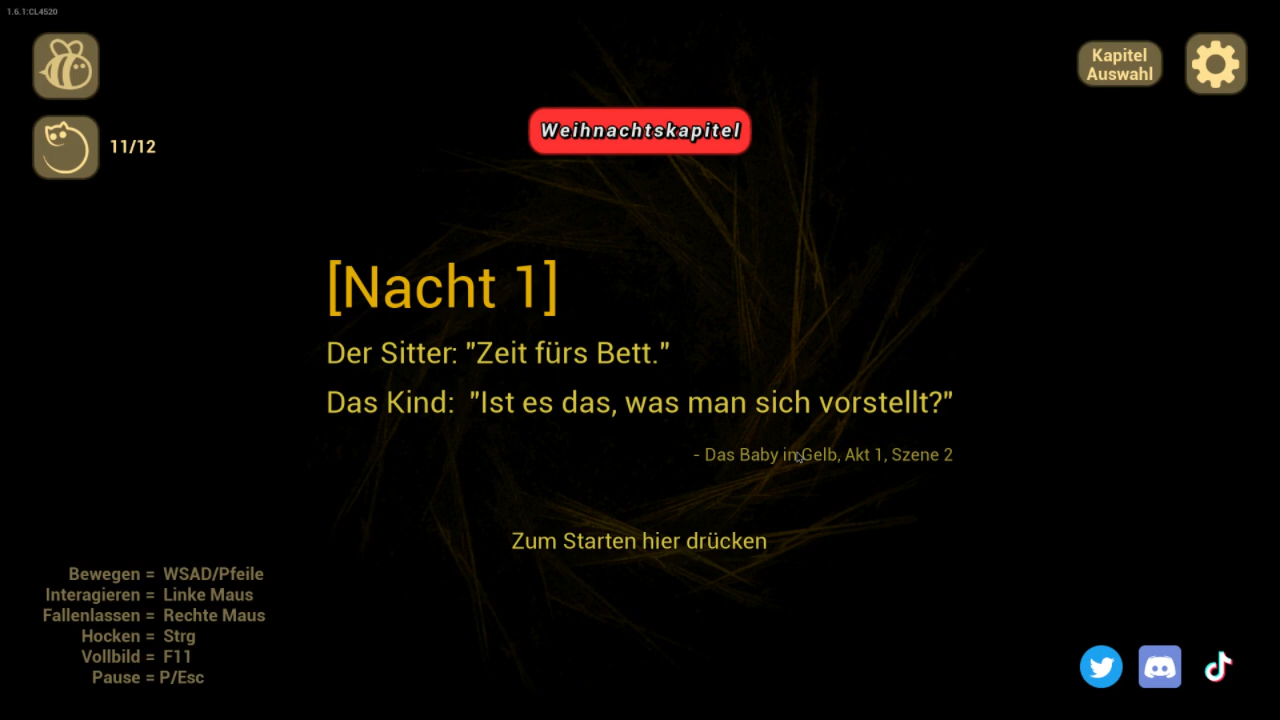 1.6.1:CL4520
11/12
Kapitel
Auswahl
Weihnachtskapitel
[Nacht 1]
Der Sitter: "Zeit fürs Bett."
Das Kind:  "Ist es das, was man sich vorstellt?"
- Das Baby in Gelb, Akt 1, Szene 2
Zum Starten hier drücken
Bewegen = WSAD/Pfeile
Interagieren = Linke Maus
Fallenlassen = Rechte Maus
Hocken = Strg
Vollbild = F11
Pause = P/Esc